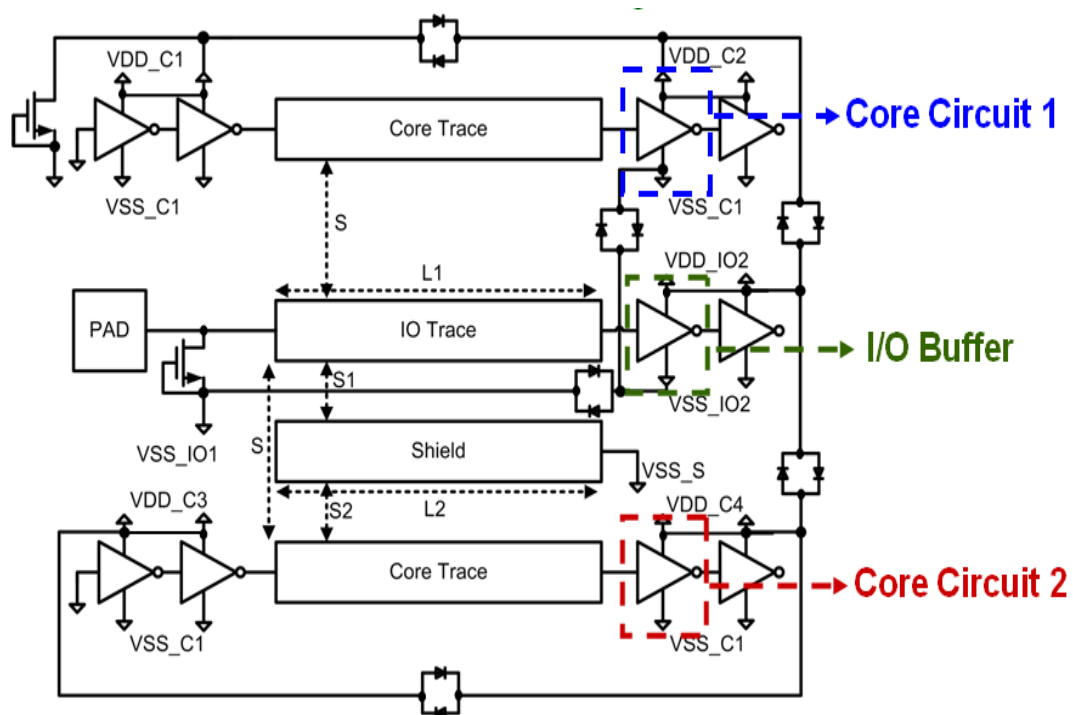 VDD_C1
VDD_C2
Core Trace
Core Circuit 1
VSS_C1
VSS_C1
S
VDD_IO2
L1
PAD
IO Trace
I/O Buffer
S1
VSS_IO2
VSS_IO1
S
Shield
VSS_S
VDD_C3
S2
L2
VDD_C4
Core Trace
Core Circuit 2
VSS_C1
VSS_C1